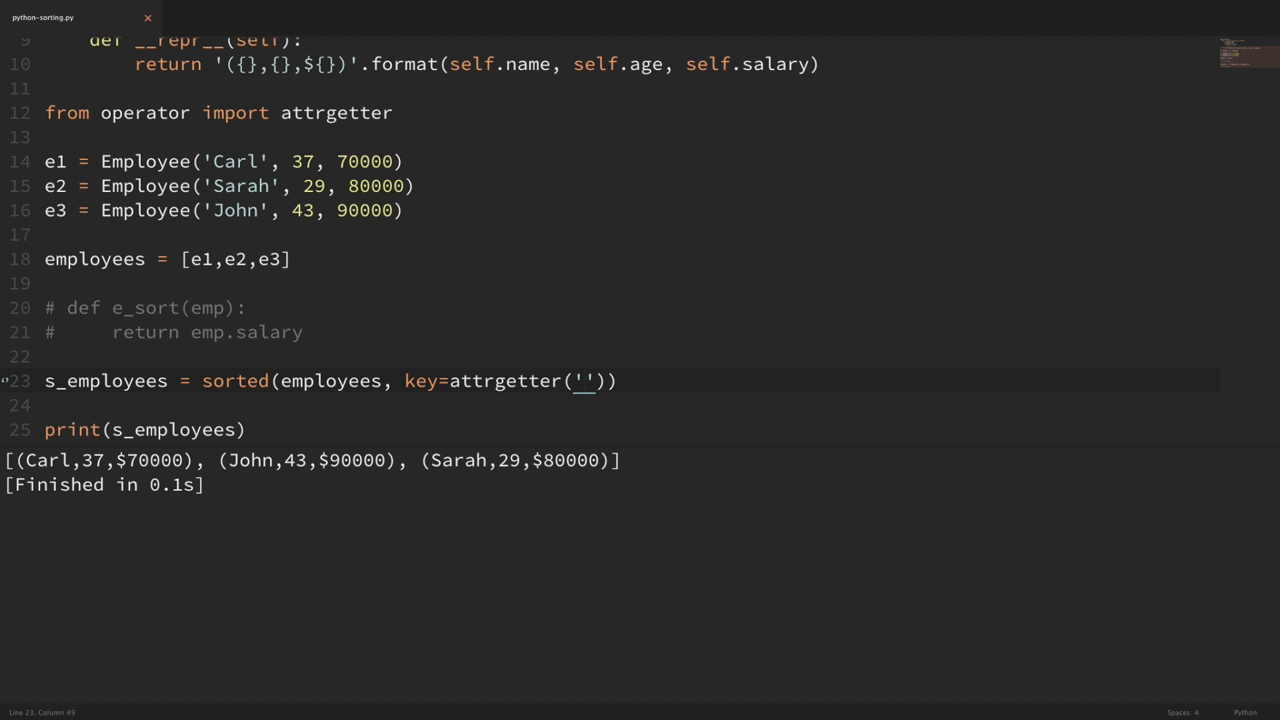 python-sorting.py ×
9     def __repr__(self):
10         return '({},{},${})'.format(self.name, self.age, self.salary)
11
12 from operator import attrgetter
13
14 e1 = Employee('Carl', 37, 70000)
15 e2 = Employee('Sarah', 29, 80000)
16 e3 = Employee('John', 43, 90000)
17
18 employees = [e1,e2,e3]
19
20 # def e_sort(emp):
21 #     return emp.salary
22
23 s_employees = sorted(employees, key=attrgetter(''))
24
25 print(s_employees)
[(Carl,37,$70000), (John,43,$90000), (Sarah,29,$80000)]
[Finished in 0.1s]
Line 23, Column 49 Spaces: 4 Python